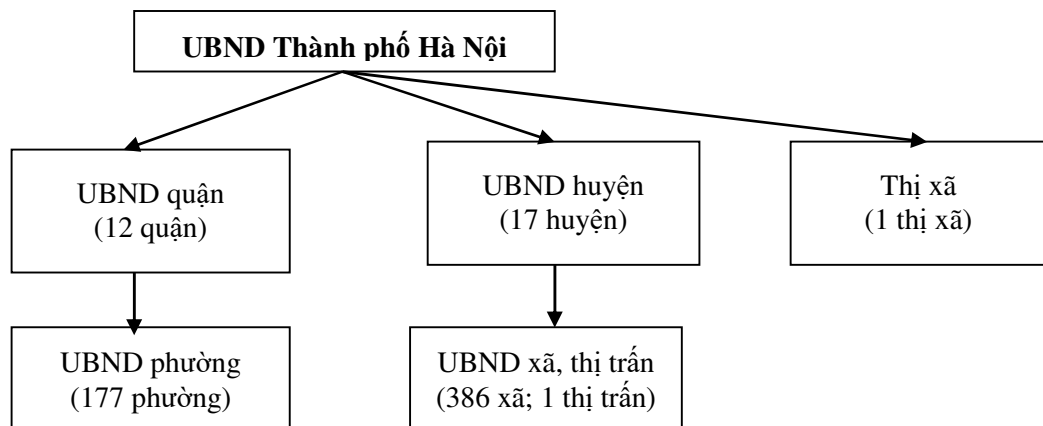 UBND Thành phố Hà Nội
UBND quận
(12 quận)
UBND huyện
(17 huyện)
Thị xã
(1 thị xã)
UBND phường
(177 phường)
UBND xã, thị trấn
(386 xã; 1 thị trấn)